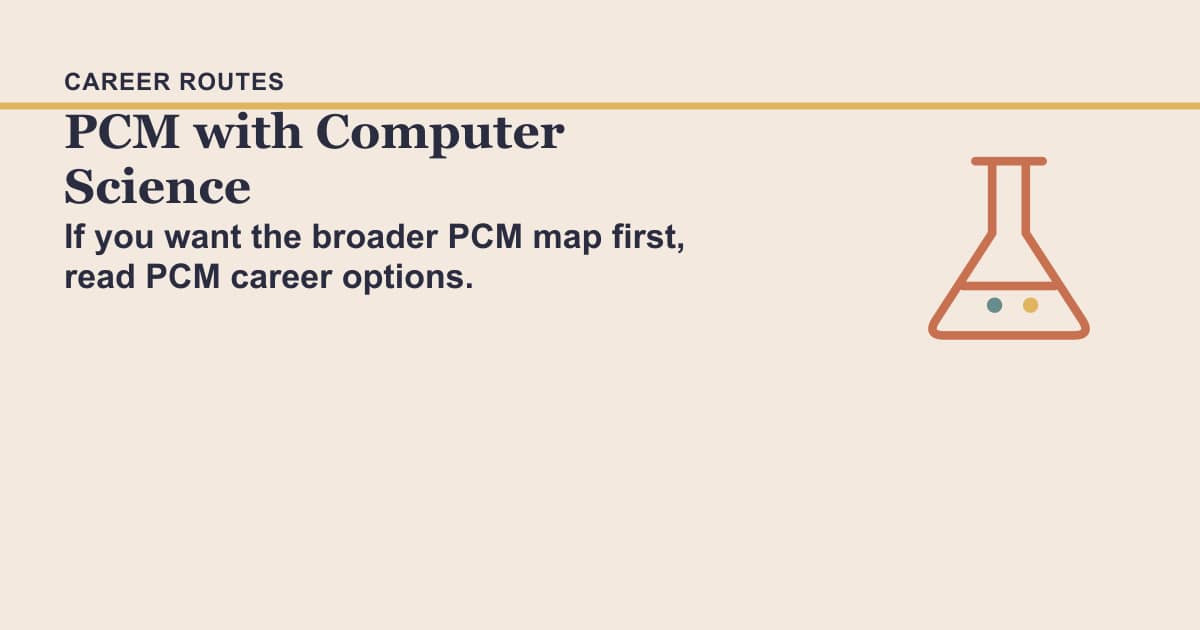 CAREER ROUTES
PCM with Computer
Science
If you want the broader PCM map first,
read PCM career options.